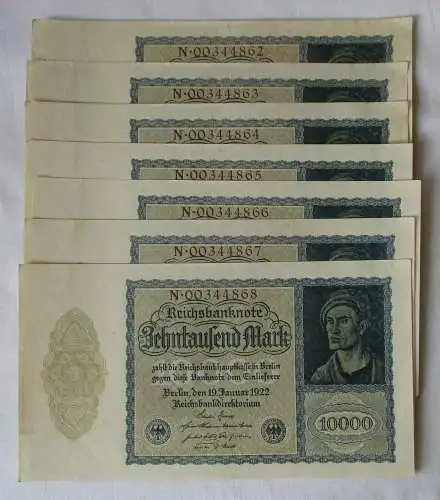 N·00344862
N·00344863
N·00344864
N·00344865
N·00344866
N·00344867
N·00344868
Reichsbanknote
Zehntausend Mark
zahlt die Reichsbankhauptkasse in Berlin
gegen diese Banknote dem Einlieferer
Berlin, den 19. Januar 1922
Reichsbankdirektorium
10000